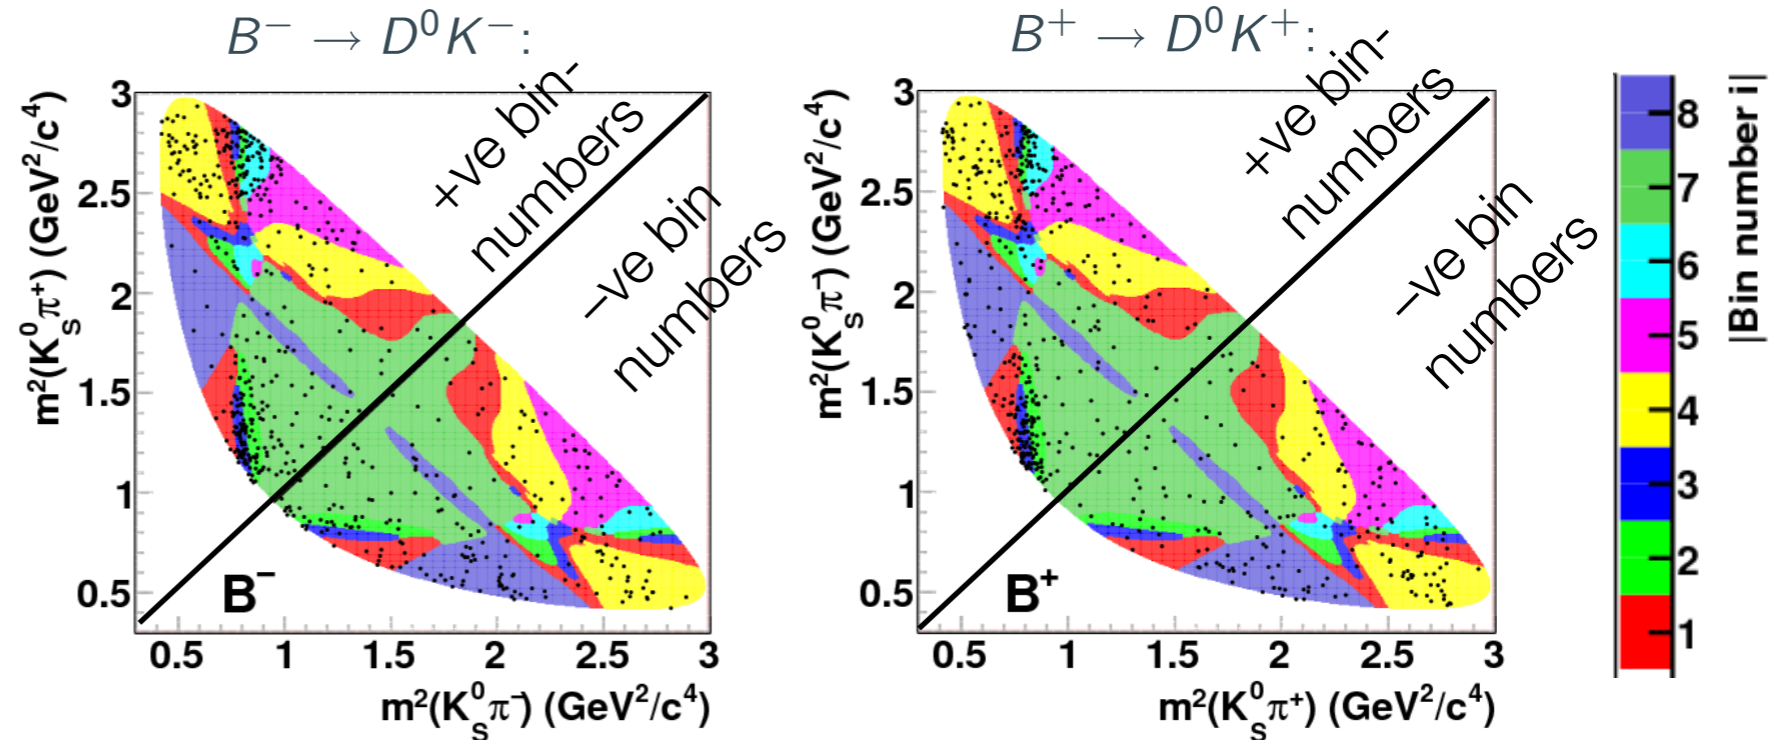 B⁻ → D⁰K⁻:
+ve bin-
numbers
−ve bin
numbers
3
2.5
2
1.5
1
0.5
m²(K⁰ₛπ⁺) (GeV²/c⁴)
B⁻
0.5 1 1.5 2 2.5 3
m²(K⁰ₛπ⁻) (GeV²/c⁴)
B⁺ → D⁰K⁺:
+ve bin-
numbers
−ve bin
numbers
3
2.5
2
1.5
1
0.5
m²(K⁰ₛπ⁻) (GeV²/c⁴)
B⁺
0.5 1 1.5 2 2.5 3
m²(K⁰ₛπ⁺) (GeV²/c⁴)
8
7
6
5
4
3
2
1
|Bin number i|